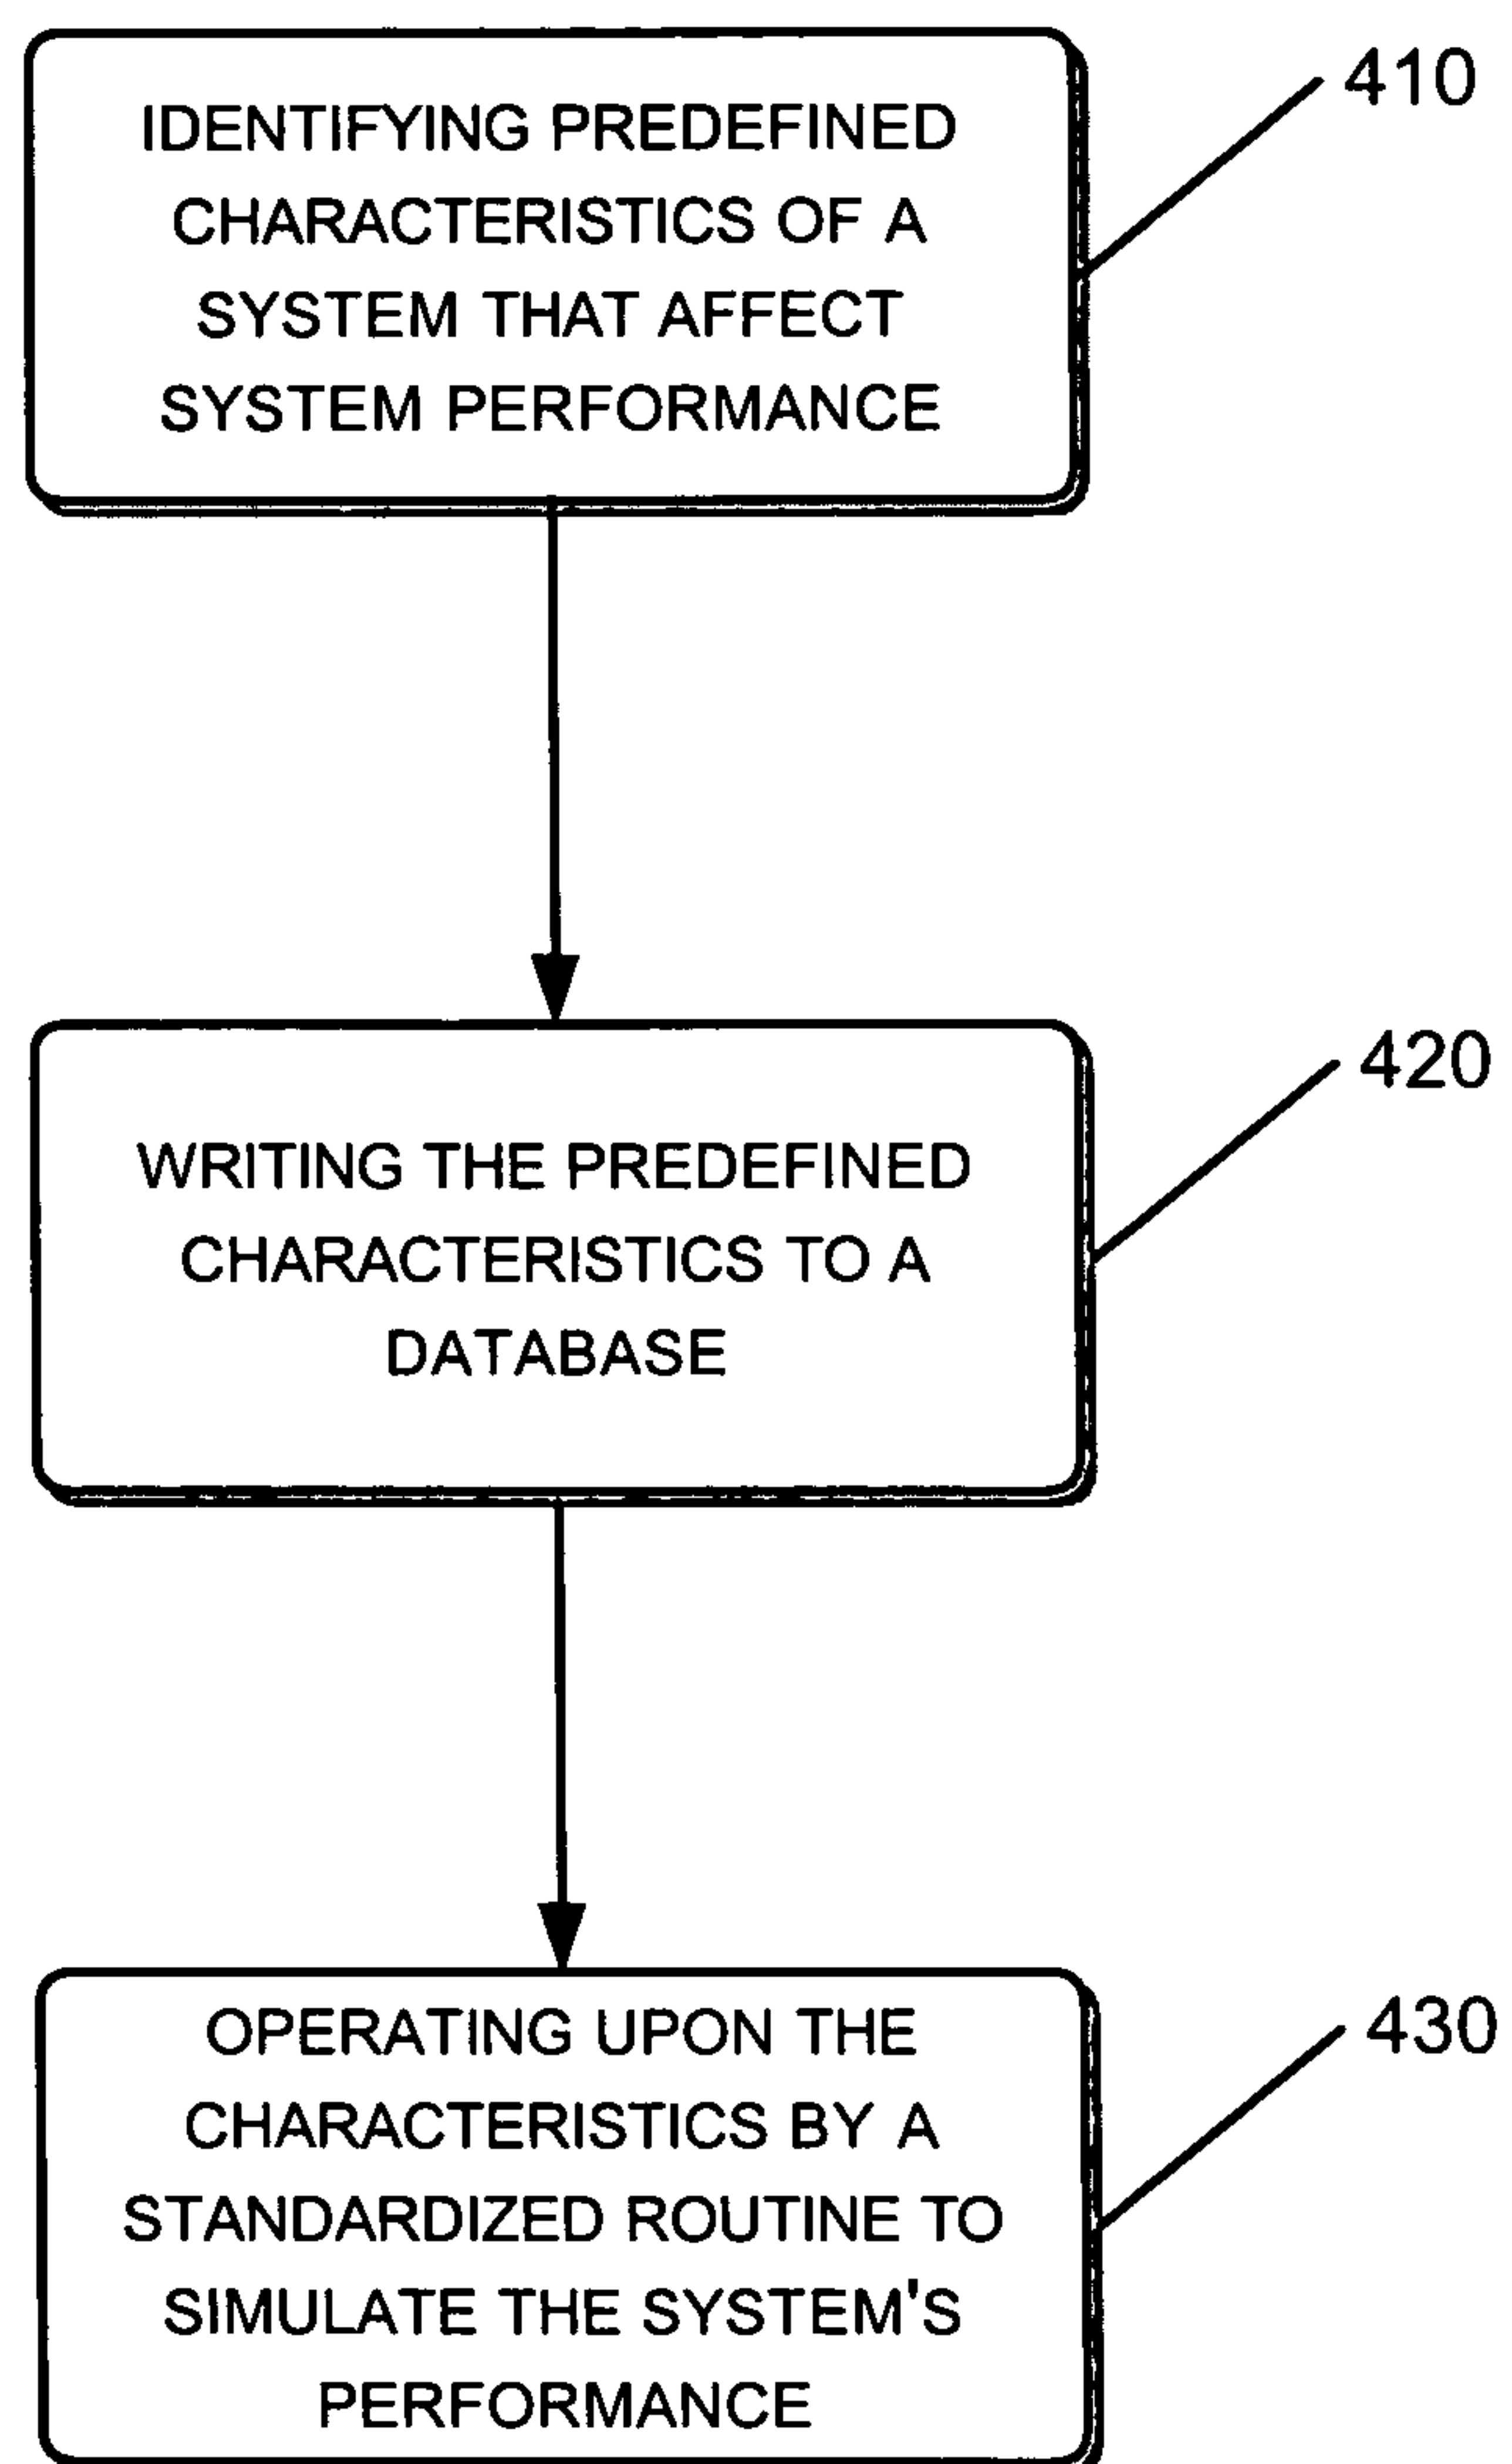 IDENTIFYING PREDEFINED
CHARACTERISTICS OF A
SYSTEM THAT AFFECT
SYSTEM PERFORMANCE
410
WRITING THE PREDEFINED
CHARACTERISTICS TO A
DATABASE
420
OPERATING UPON THE
CHARACTERISTICS BY A
STANDARDIZED ROUTINE TO
SIMULATE THE SYSTEM'S
PERFORMANCE
430